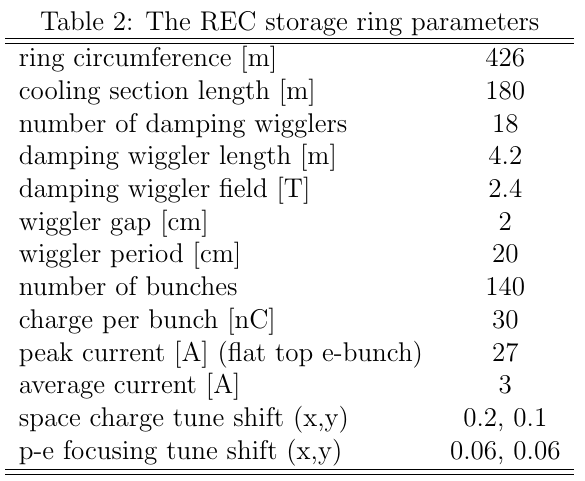 Table 2: The REC storage ring parameters
ring circumference [m] 426
cooling section length [m] 180
number of damping wigglers 18
damping wiggler length [m] 4.2
damping wiggler field [T] 2.4
wiggler gap [cm] 2
wiggler period [cm] 20
number of bunches 140
charge per bunch [nC] 30
peak current [A] (flat top e-bunch) 27
average current [A] 3
space charge tune shift (x,y) 0.2, 0.1
p-e focusing tune shift (x,y) 0.06, 0.06